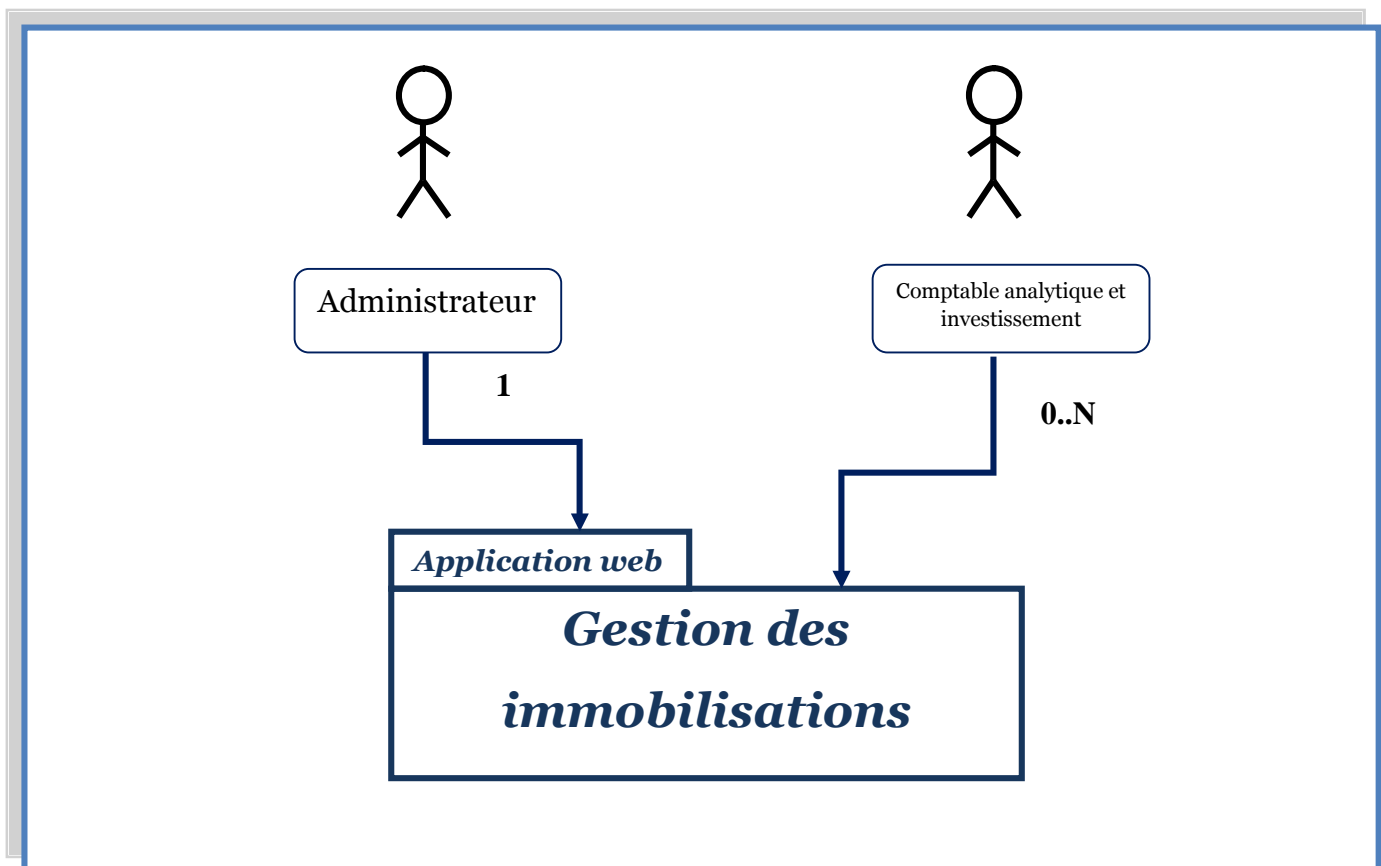 Administrateur
Comptable analytique et
investissement
1
0..N
Application web
Gestion des
immobilisations